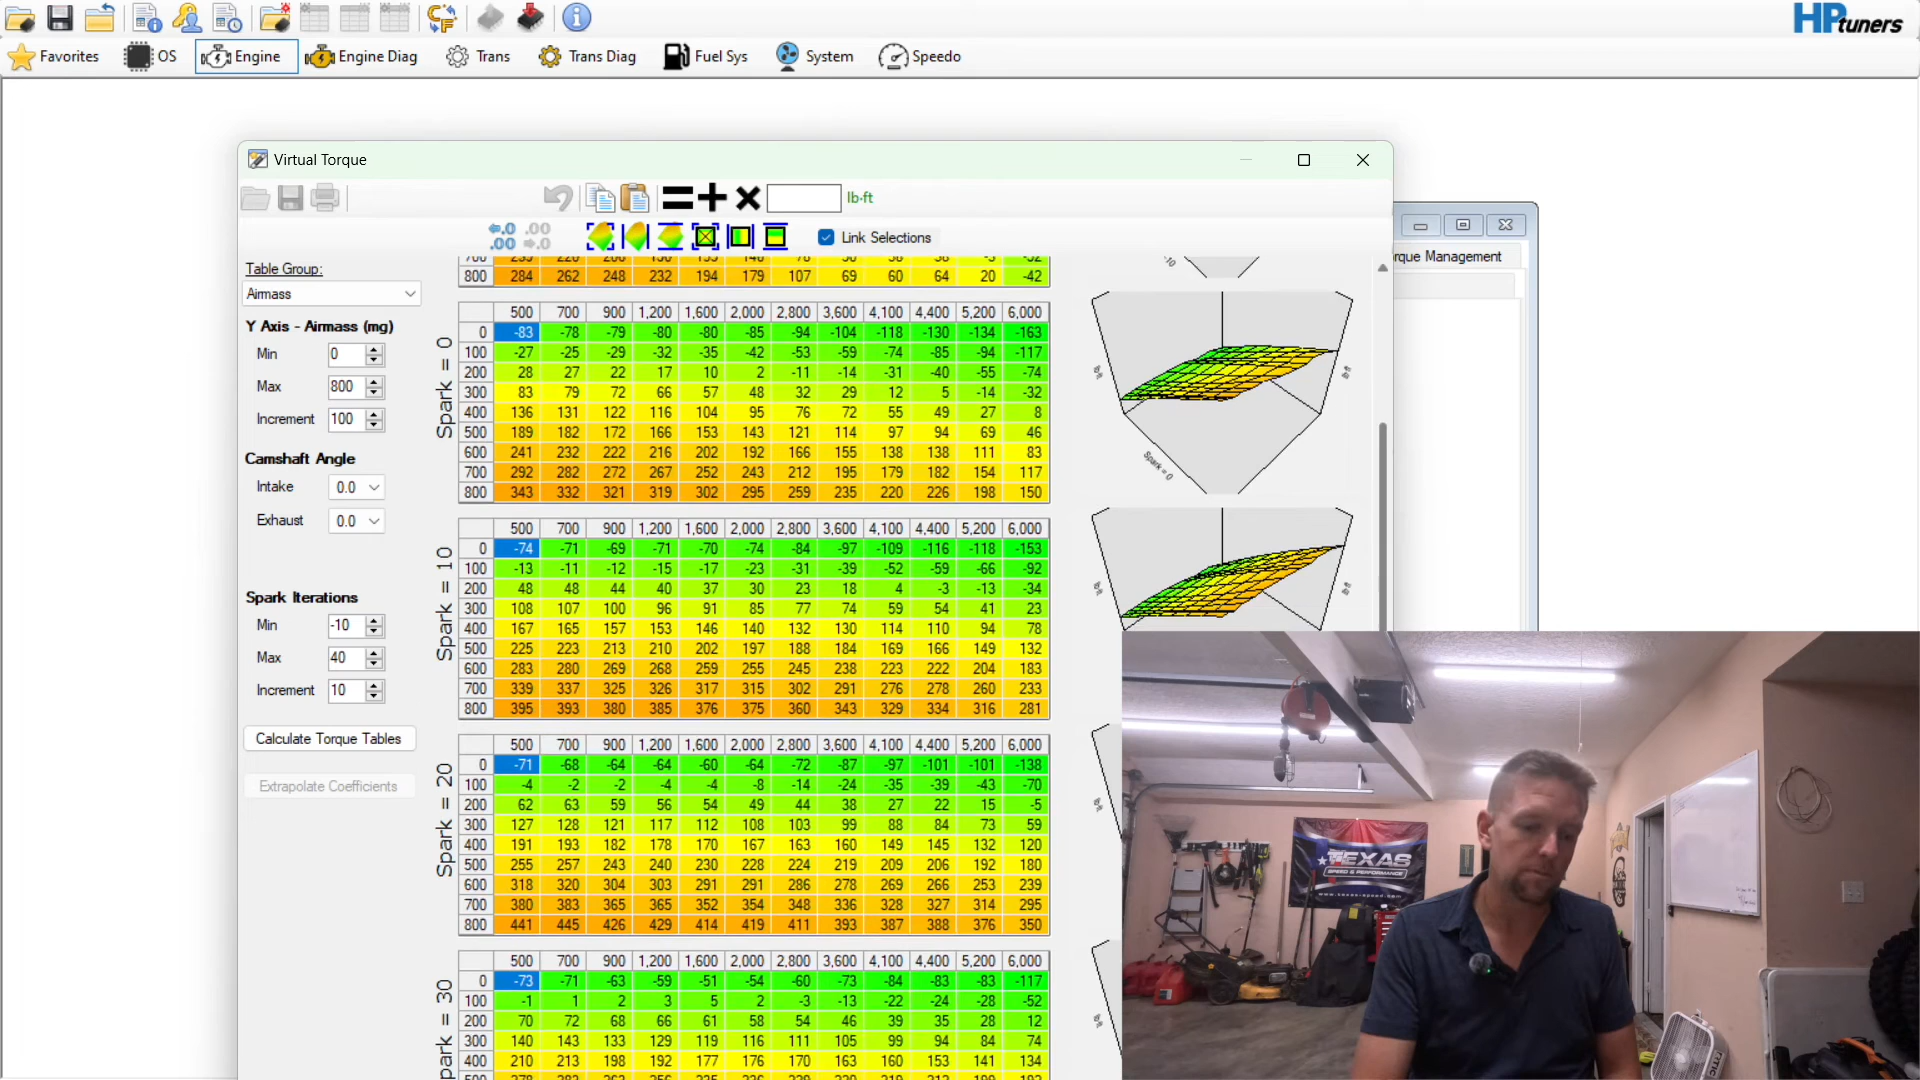 HPtuners
Favorites OS Engine Engine Diag Trans Trans Diag Fuel Sys System Speedo
Virtual Torque
lb·ft
←.0 .00
.00 →.0
Link Selections
rque Management
Table Group:
Airmass
Y Axis - Airmass (mg)
Min 0
Max 800
Increment 100
Camshaft Angle
Intake 0.0
Exhaust 0.0
Spark Iterations
Min -10
Max 40
Increment 10
Calculate Torque Tables
Extrapolate Coefficients
800 284 262 248 232 194 179 107 69 60 64 20 -42
Spark = 0
500 700 900 1,200 1,600 2,000 2,800 3,600 4,100 4,400 5,200 6,000
0 -83 -78 -79 -80 -80 -85 -94 -104 -118 -130 -134 -163
100 -27 -25 -29 -32 -35 -42 -53 -59 -74 -85 -94 -117
200 28 27 22 17 10 2 -11 -14 -31 -40 -55 -74
300 83 79 72 66 57 48 32 29 12 5 -14 -32
400 136 131 122 116 104 95 76 72 55 49 27 8
500 189 182 172 166 153 143 121 114 97 94 69 46
600 241 232 222 216 202 192 166 155 138 138 111 83
700 292 282 272 267 252 243 212 195 179 182 154 117
800 343 332 321 319 302 295 259 235 220 226 198 150
Spark = 10
500 700 900 1,200 1,600 2,000 2,800 3,600 4,100 4,400 5,200 6,000
0 -74 -71 -69 -71 -70 -74 -84 -97 -109 -116 -118 -153
100 -13 -11 -12 -15 -17 -23 -31 -39 -52 -59 -66 -92
200 48 48 44 40 37 30 23 18 4 -3 -13 -34
300 108 107 100 96 91 85 77 74 59 54 41 23
400 167 165 157 153 146 140 132 130 114 110 94 78
500 225 223 213 210 202 197 188 184 169 166 149 132
600 283 280 269 268 259 255 245 238 223 222 204 183
700 339 337 325 326 317 315 302 291 276 278 260 233
800 395 393 380 385 376 375 360 343 329 334 316 281
Spark = 20
500 700 900 1,200 1,600 2,000 2,800 3,600 4,100 4,400 5,200 6,000
0 -71 -68 -64 -64 -60 -64 -72 -87 -97 -101 -101 -138
100 -4 -2 -2 -4 -4 -8 -14 -24 -35 -39 -43 -70
200 62 63 59 56 54 49 44 38 27 22 15 -5
300 127 128 121 117 112 108 103 99 88 84 73 59
400 191 193 182 178 170 167 163 160 149 145 132 120
500 255 257 243 240 230 228 224 219 209 206 192 180
600 318 320 304 303 291 291 286 278 269 266 253 239
700 380 383 365 365 352 354 348 336 328 327 314 295
800 441 445 426 429 414 419 411 393 387 388 376 350
park = 30
500 700 900 1,200 1,600 2,000 2,800 3,600 4,100 4,400 5,200 6,000
0 -73 -71 -63 -59 -51 -54 -60 -73 -84 -83 -83 -117
100 -1 1 2 3 5 2 -3 -13 -22 -24 -28 -52
200 70 72 68 66 61 58 54 46 39 35 28 12
300 140 143 133 129 119 116 111 105 99 94 84 74
400 210 213 198 192 177 176 170 163 160 153 141 134
lb·ft
lb·ft
Spark = 0
TEXAS
SPEED & PERFORMANCE
www.texas-speed.com